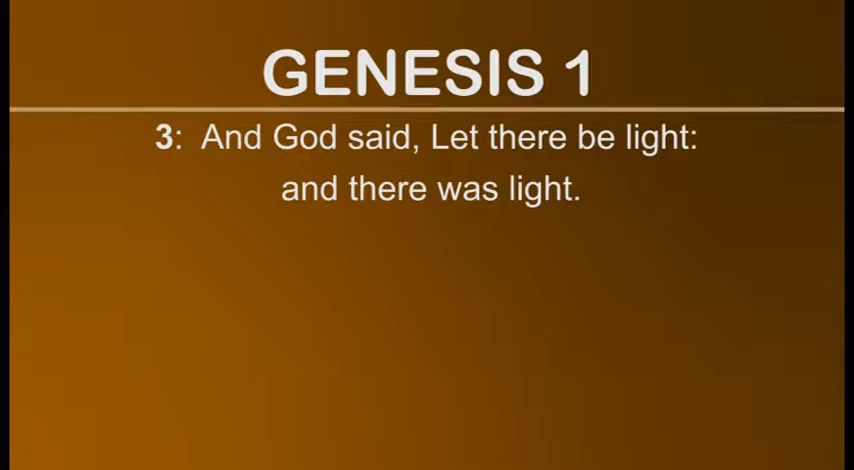 GENESIS 1
3:  And God said, Let there be light:
and there was light.